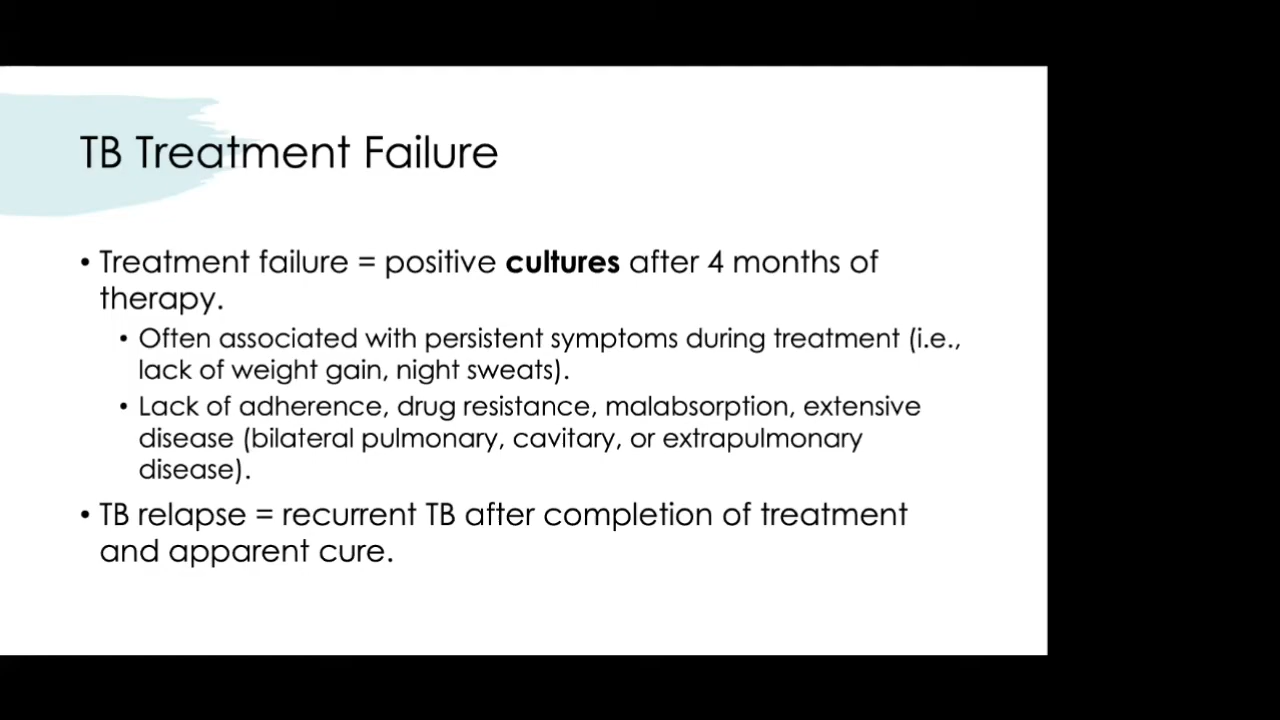 TB Treatment Failure
• Treatment failure = positive cultures after 4 months of
therapy.
• Often associated with persistent symptoms during treatment (i.e.,
lack of weight gain, night sweats).
• Lack of adherence, drug resistance, malabsorption, extensive
disease (bilateral pulmonary, cavitary, or extrapulmonary
disease).
• TB relapse = recurrent TB after completion of treatment
and apparent cure.